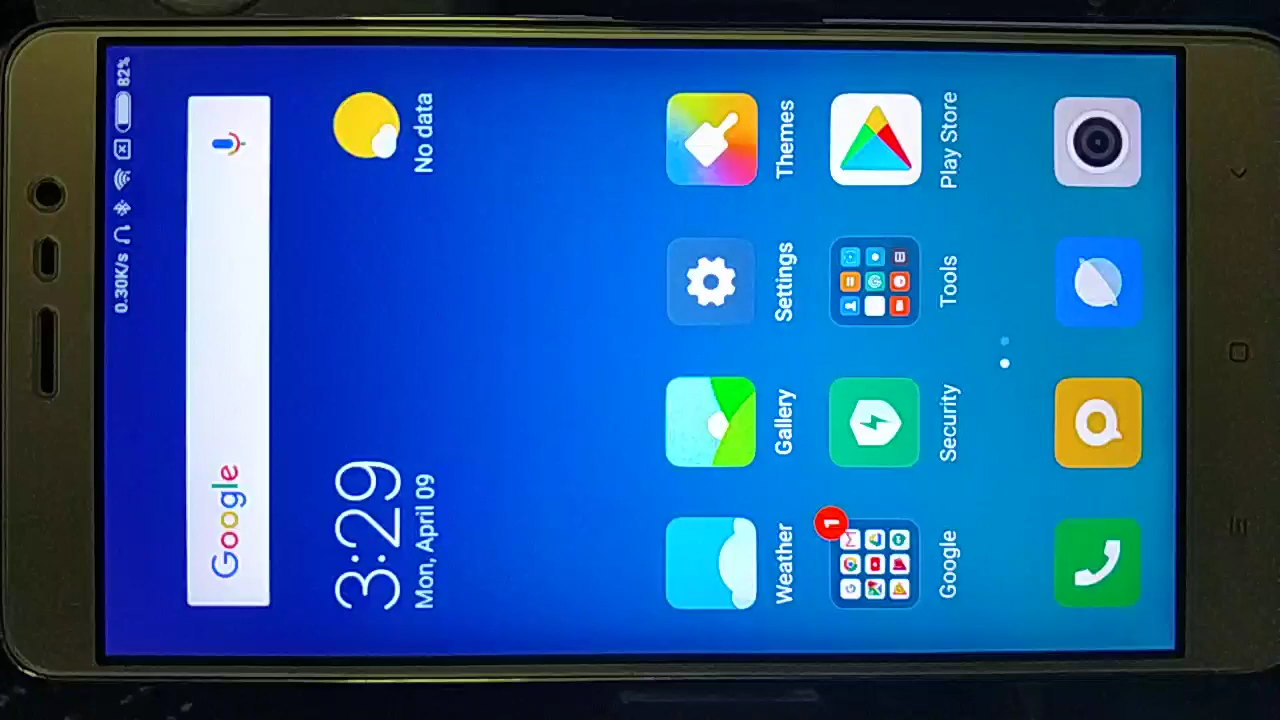 0.30K/s 82%
Google
3:29
Mon, April 09
No data
Weather Gallery Settings Themes
1
Google Security Tools Play Store